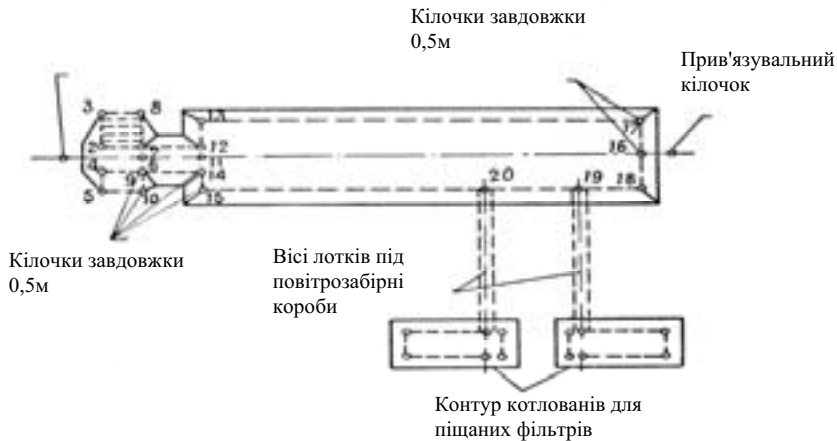 Кілочки завдовжки
0,5м
Прив'язувальний
кілочок
3 8
13
17
2 12
16
6
11
4 9 14
5 10 15
20 19 18
Кілочки завдовжки
0,5м
Вісі лотків під
повітрозабірні
короби
Контур котлованів для
піщаних фільтрів